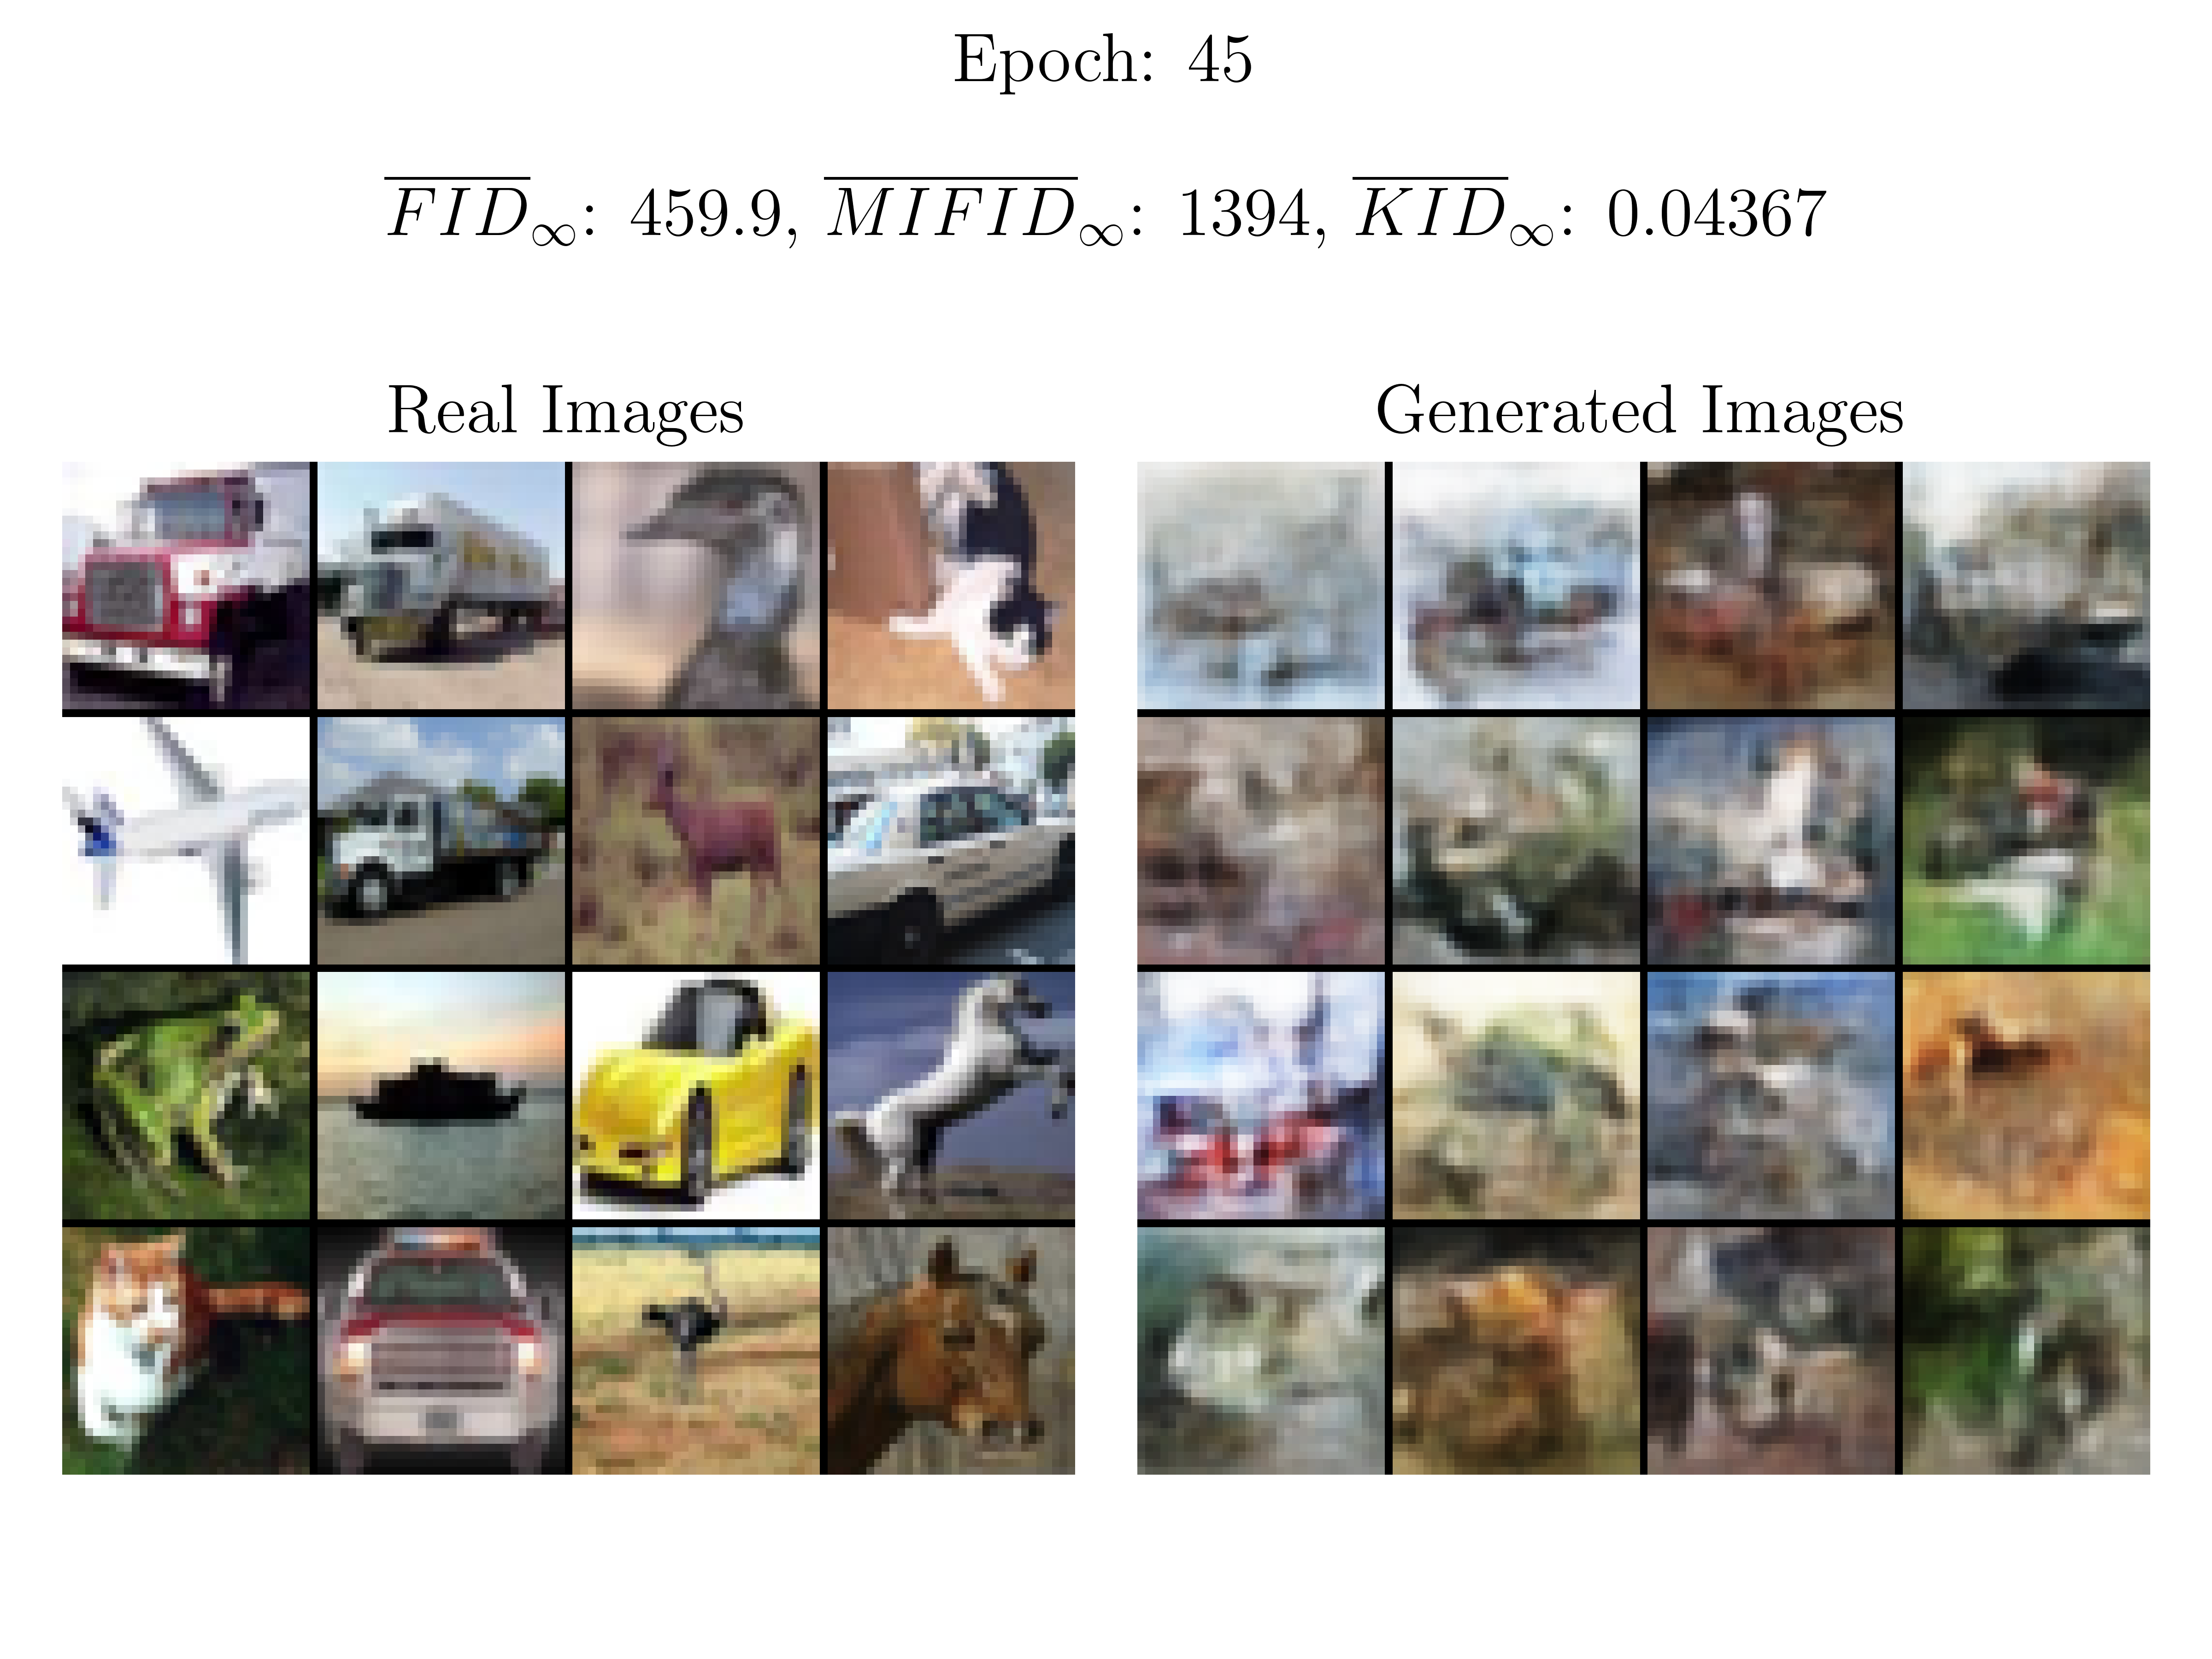 Epoch: 45
FID∞: 459.9, MIFID∞: 1394, KID∞: 0.04367
Real Images
Generated Images